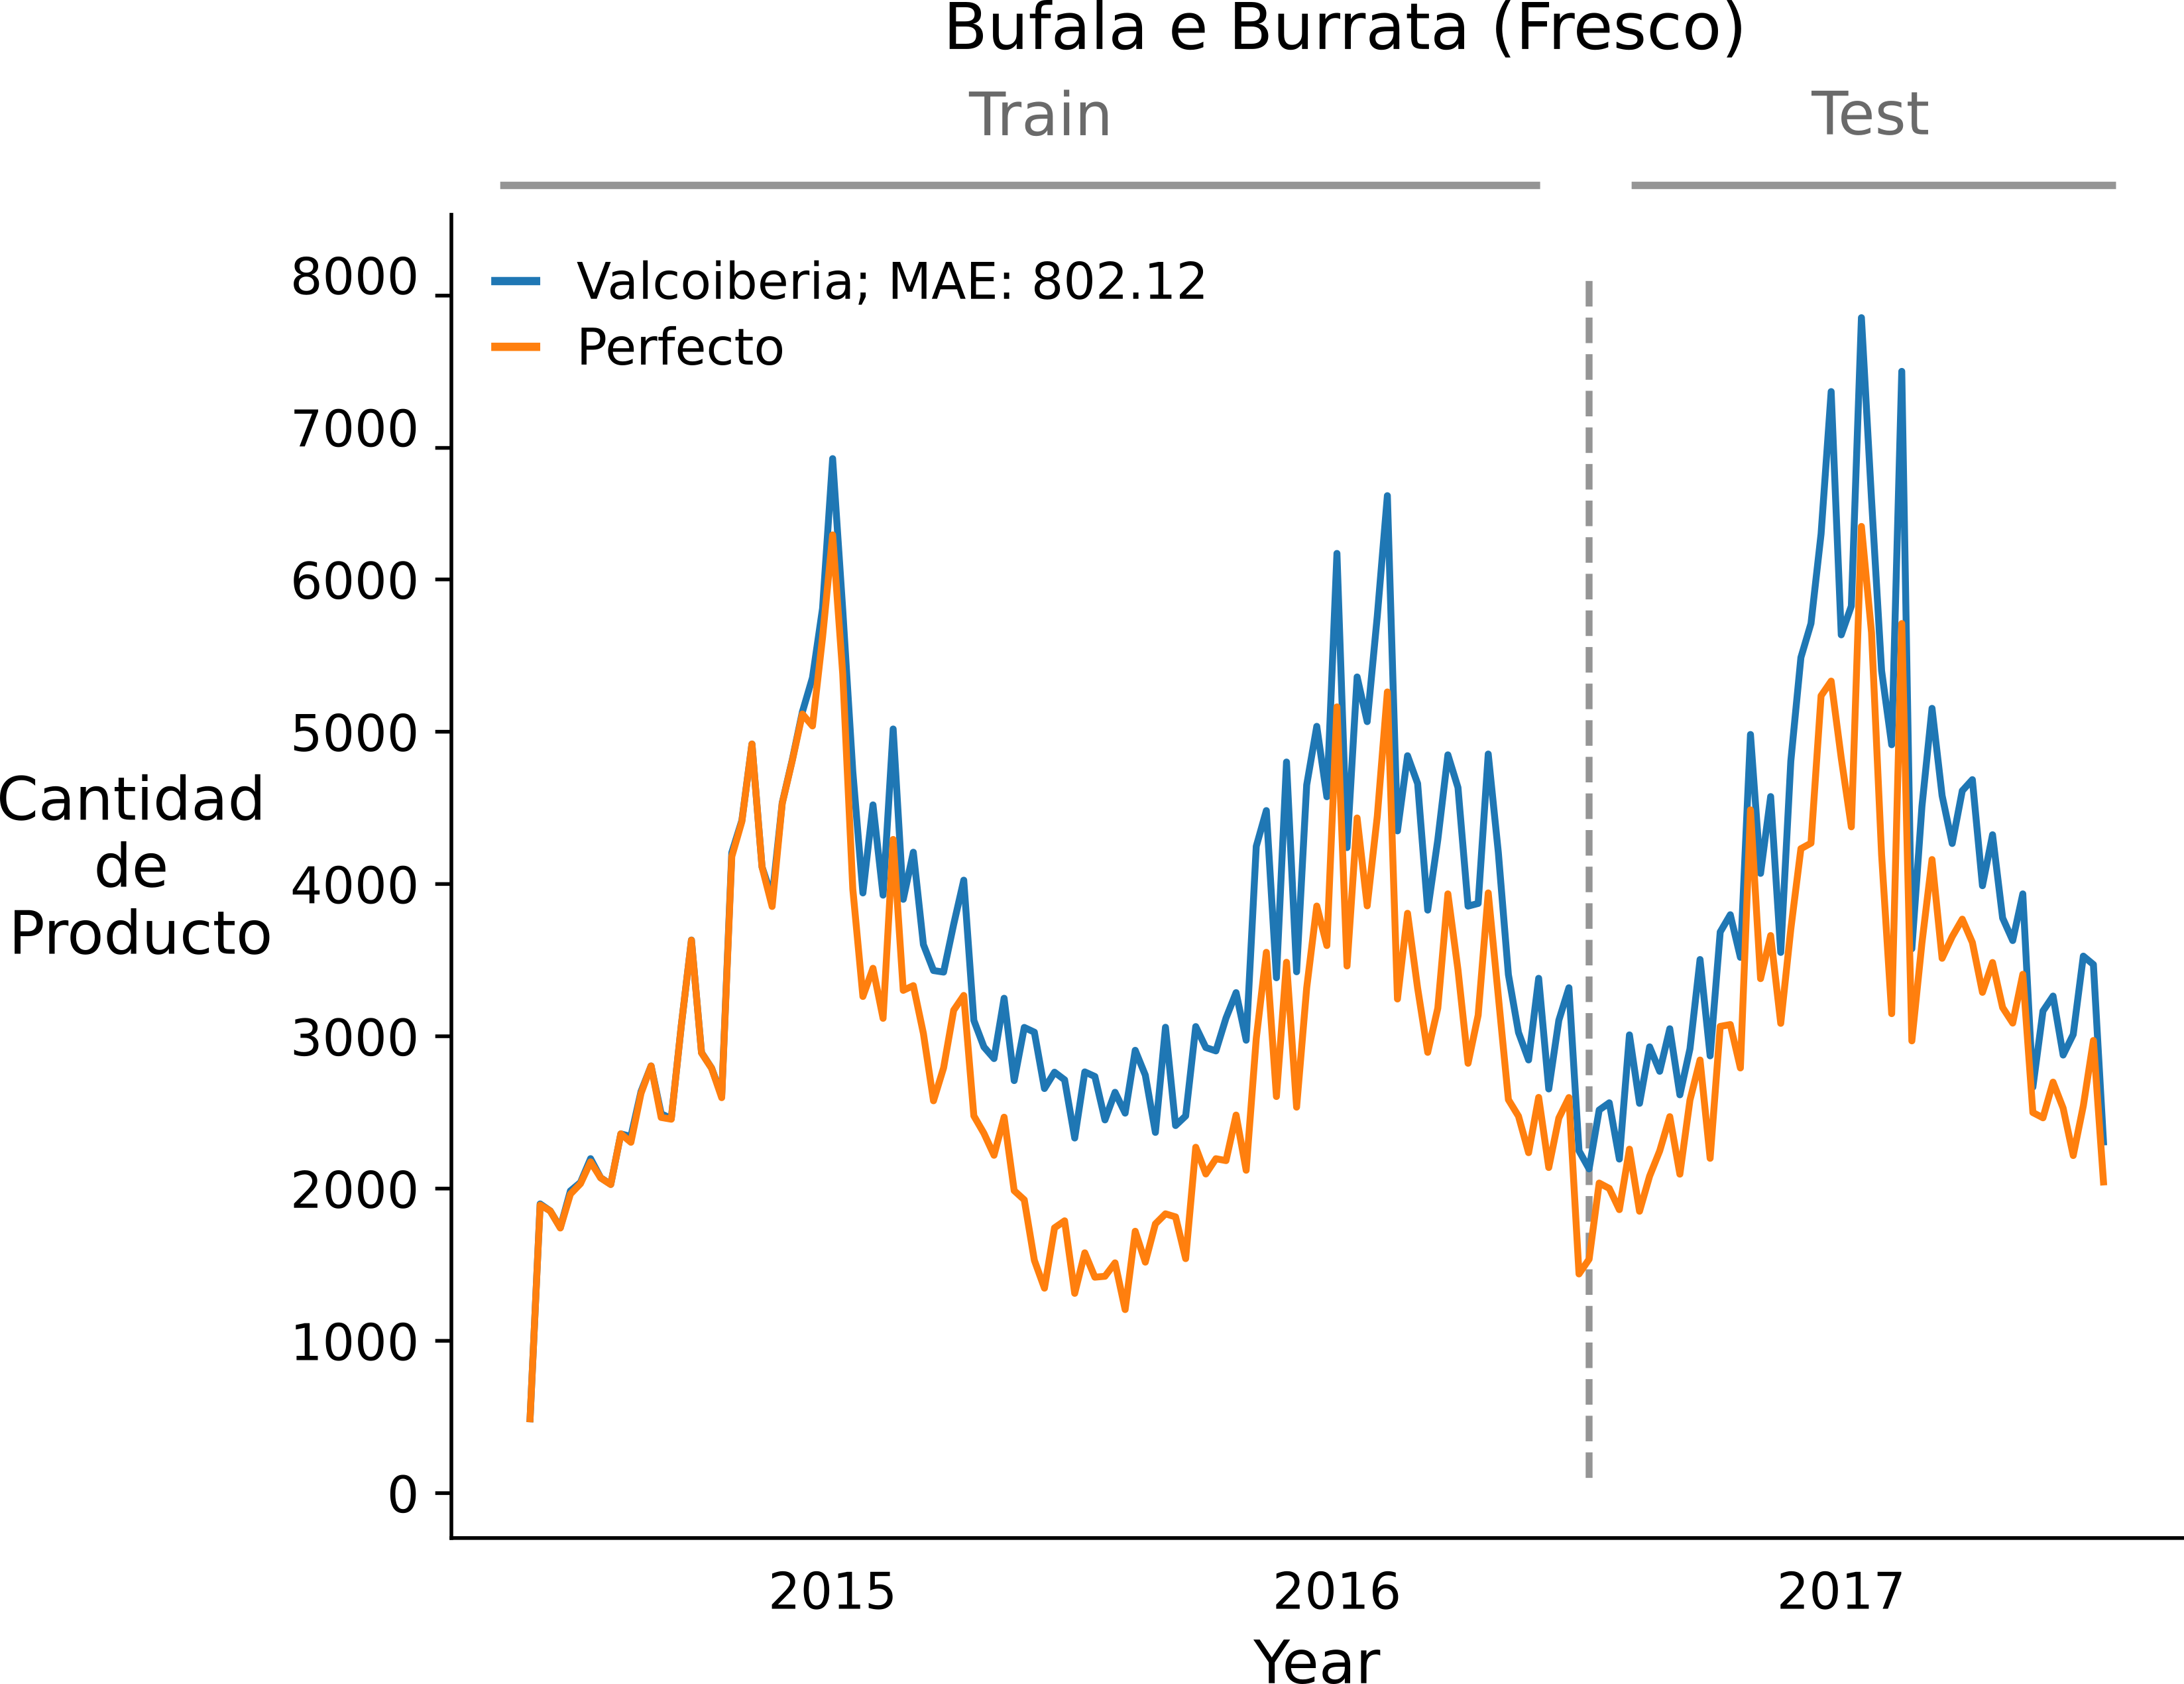 Bufala e Burrata (Fresco)
Train
Test
Valcoiberia; MAE: 802.12
Perfecto
8000
7000
6000
5000
4000
3000
2000
1000
0
Cantidad
de
Producto
2015
2016
2017
Year